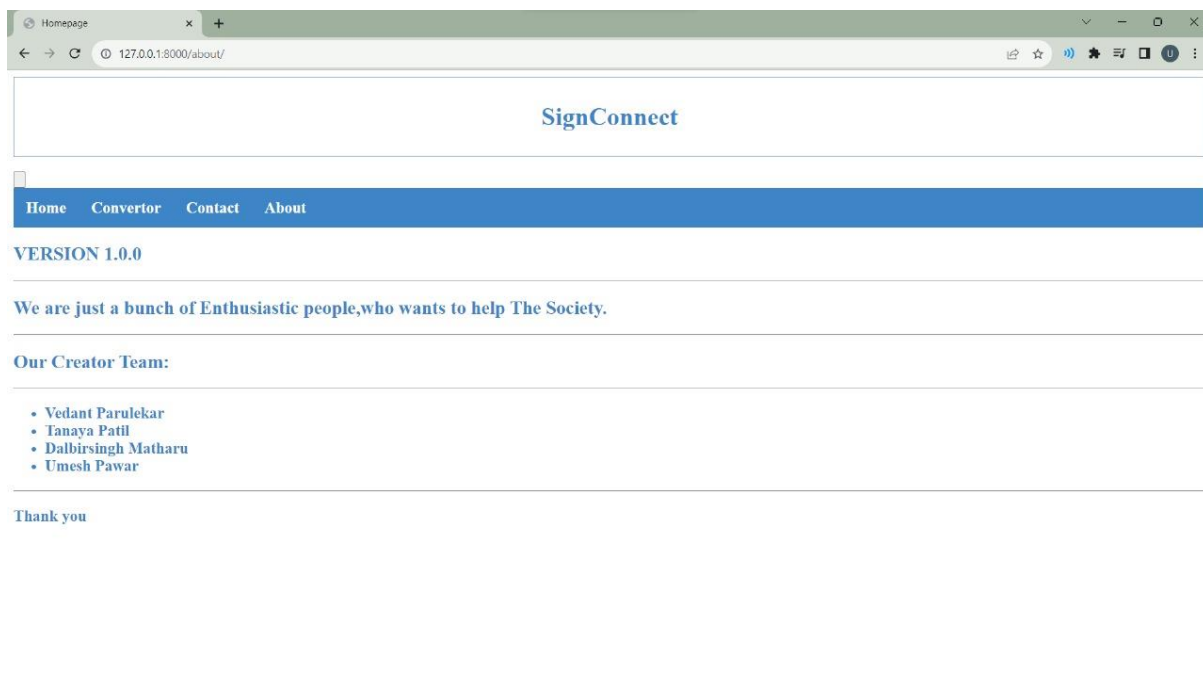 Homepage
127.0.0.1:8000/about/
U
SignConnect
Home Convertor Contact About
VERSION 1.0.0
We are just a bunch of Enthusiastic people,who wants to help The Society.
Our Creator Team:
• Vedant Parulekar
• Tanaya Patil
• Dalbirsingh Matharu
• Umesh Pawar
Thank you